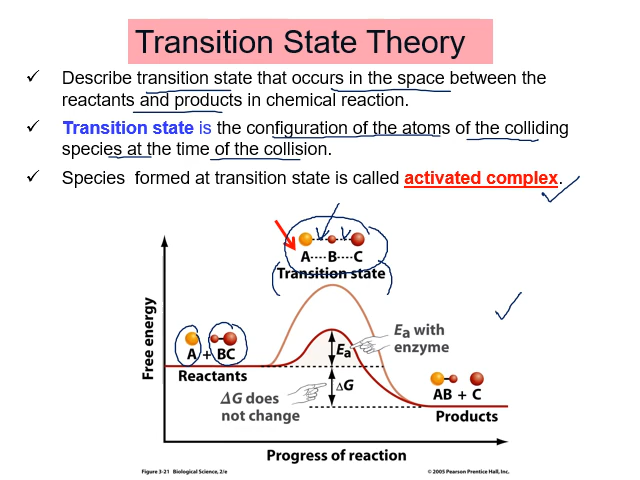 Transition State Theory
✓ Describe transition state that occurs in the space between the
reactants and products in chemical reaction.
✓ Transition state is the configuration of the atoms of the colliding
species at the time of the collision.
✓ Species formed at transition state is called activated complex.
A····B····C
Transition state
Free energy
Ea with
enzyme
A + BC
Ea
Reactants
ΔG
AB + C
ΔG does
not change
Products
Progress of reaction
Figure 3-21 Biological Science, 2/e
© 2005 Pearson Prentice Hall, Inc.